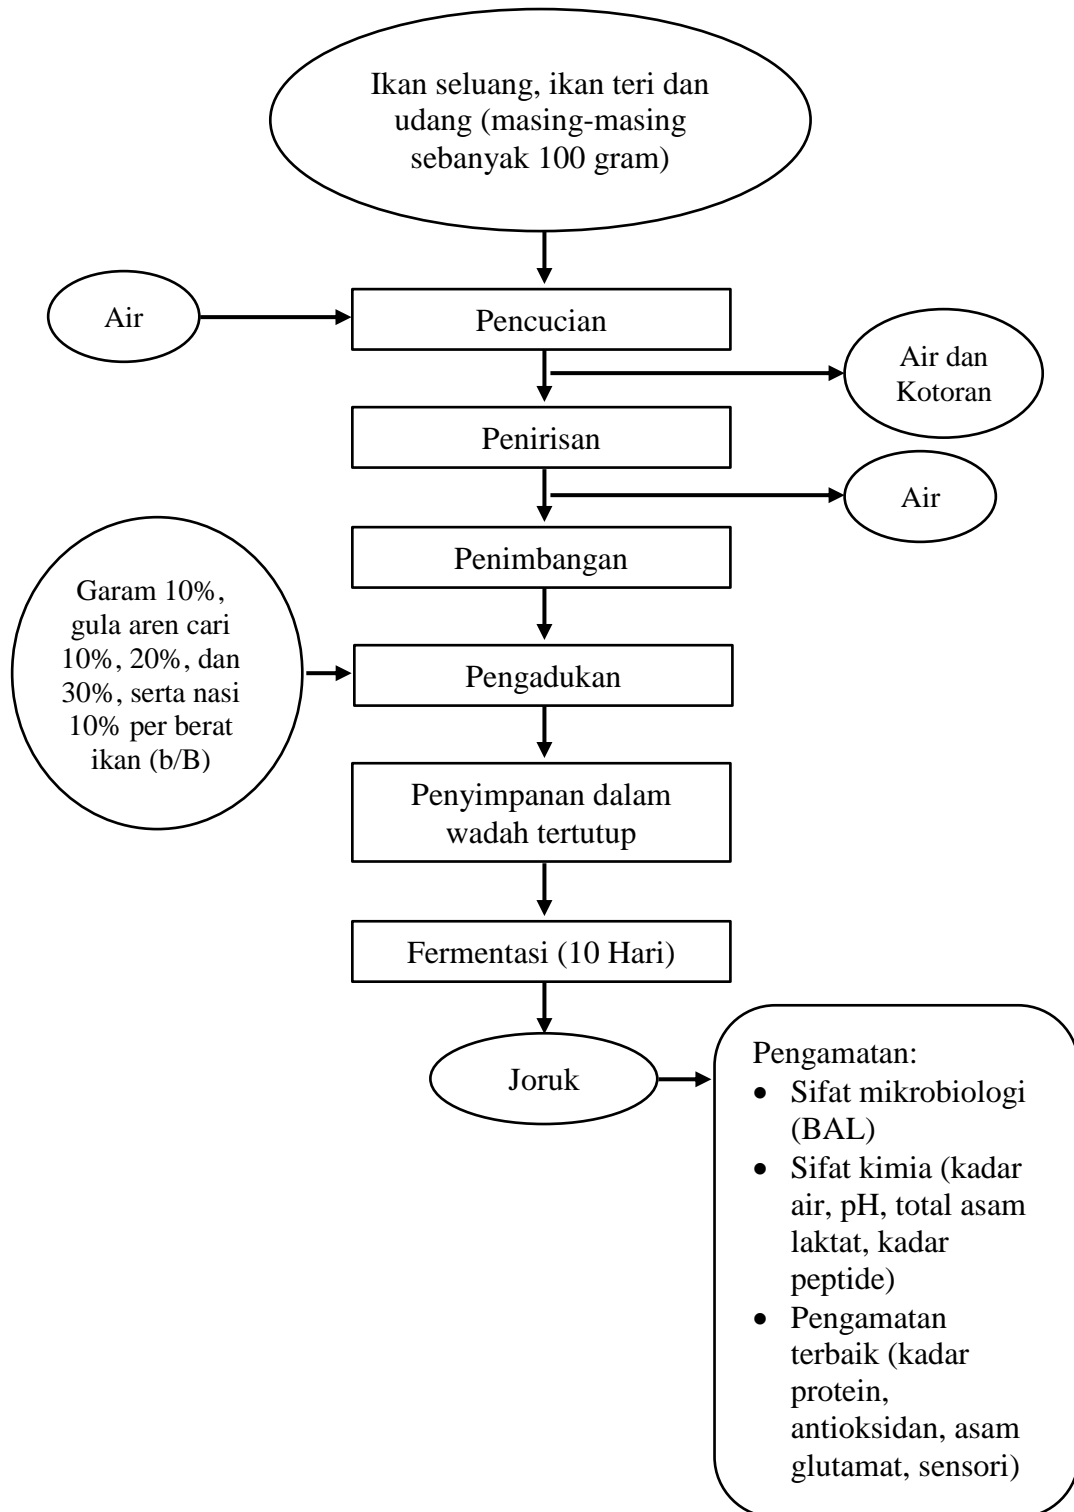 Ikan seluang, ikan teri dan
udang (masing-masing
sebanyak 100 gram)
Air
Pencucian
Air dan
Kotoran
Penirisan
Air
Penimbangan
Garam 10%,
gula aren cari
10%, 20%, dan
30%, serta nasi
10% per berat
ikan (b/B)
Pengadukan
Penyimpanan dalam
wadah tertutup
Fermentasi (10 Hari)
Joruk
Pengamatan:
• Sifat mikrobiologi
(BAL)
• Sifat kimia (kadar
air, pH, total asam
laktat, kadar
peptide)
• Pengamatan
terbaik (kadar
protein,
antioksidan, asam
glutamat, sensori)